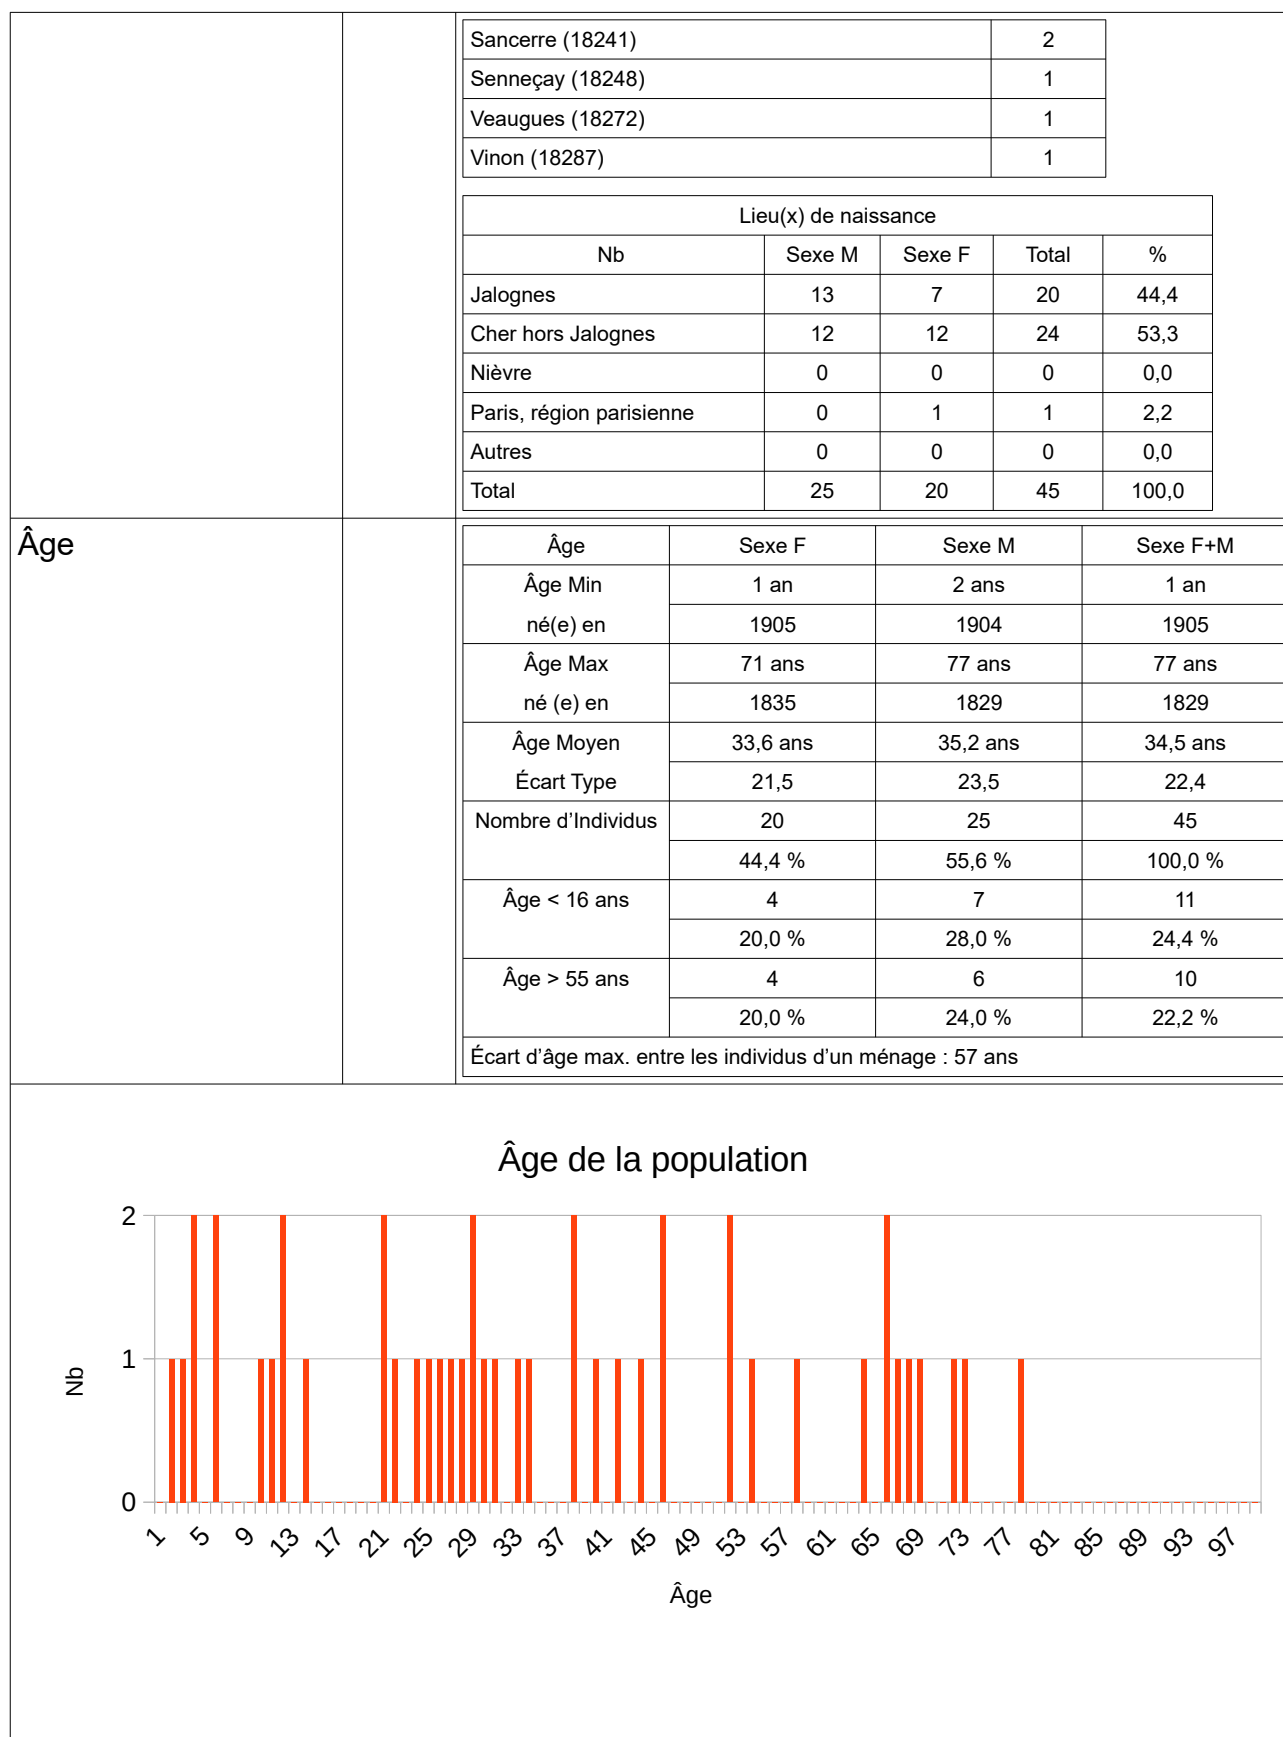 Sancerre (18241) 2
Senneçay (18248) 1
Veaugues (18272) 1
Vinon (18287) 1
Lieu(x) de naissance
Nb Sexe M Sexe F Total %
Jalognes 13 7 20 44,4
Cher hors Jalognes 12 12 24 53,3
Nièvre 0 0 0 0,0
Paris, région parisienne 0 1 1 2,2
Autres 0 0 0 0,0
Total 25 20 45 100,0
Âge
Âge Sexe F Sexe M Sexe F+M
Âge Min 1 an 2 ans 1 an
né(e) en 1905 1904 1905
Âge Max 71 ans 77 ans 77 ans
né (e) en 1835 1829 1829
Âge Moyen 33,6 ans 35,2 ans 34,5 ans
Écart Type 21,5 23,5 22,4
Nombre d’Individus 20 25 45
44,4 % 55,6 % 100,0 %
Âge < 16 ans 4 7 11
20,0 % 28,0 % 24,4 %
Âge > 55 ans 4 6 10
20,0 % 24,0 % 22,2 %
Écart d’âge max. entre les individus d’un ménage : 57 ans
Âge de la population
2
1
0
Nb
1 5 9 13 17 21 25 29 33 37 41 45 49 53 57 61 65 69 73 77 81 85 89 93 97
Âge